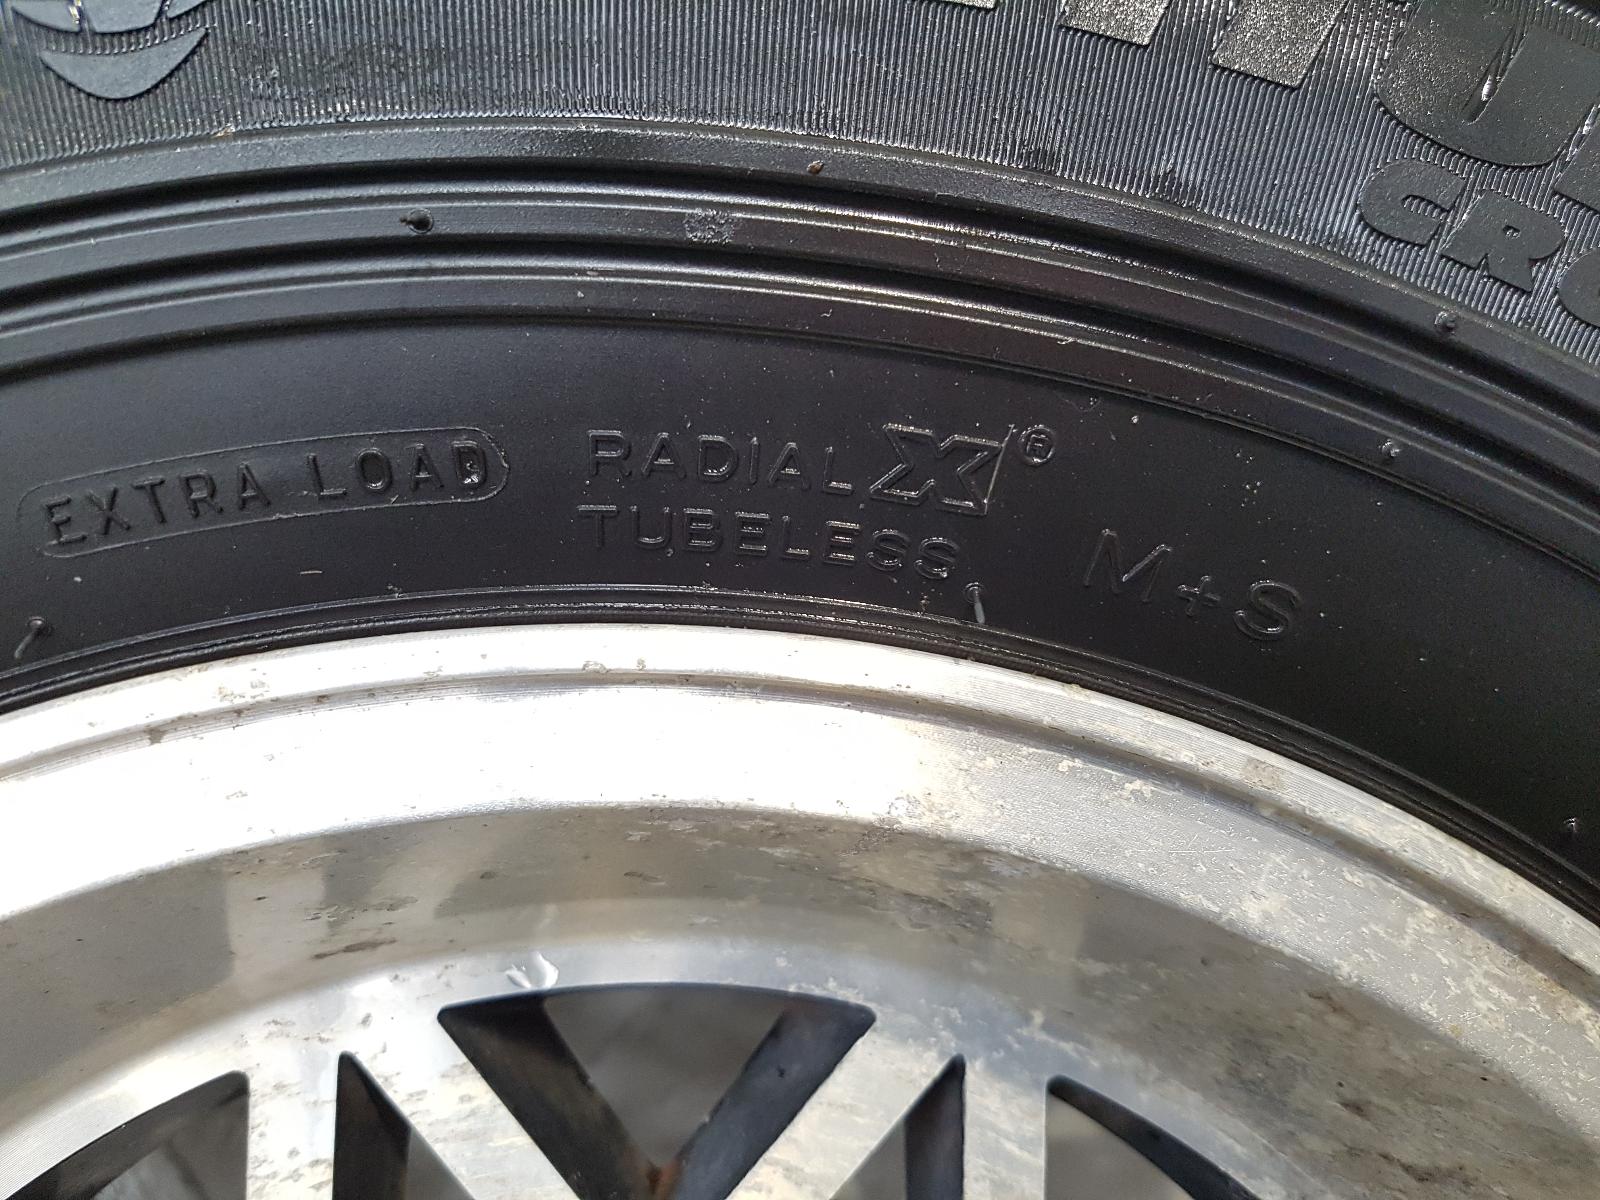 EXTRA LOAD
RADIAL X®
TUBELESS
M+S